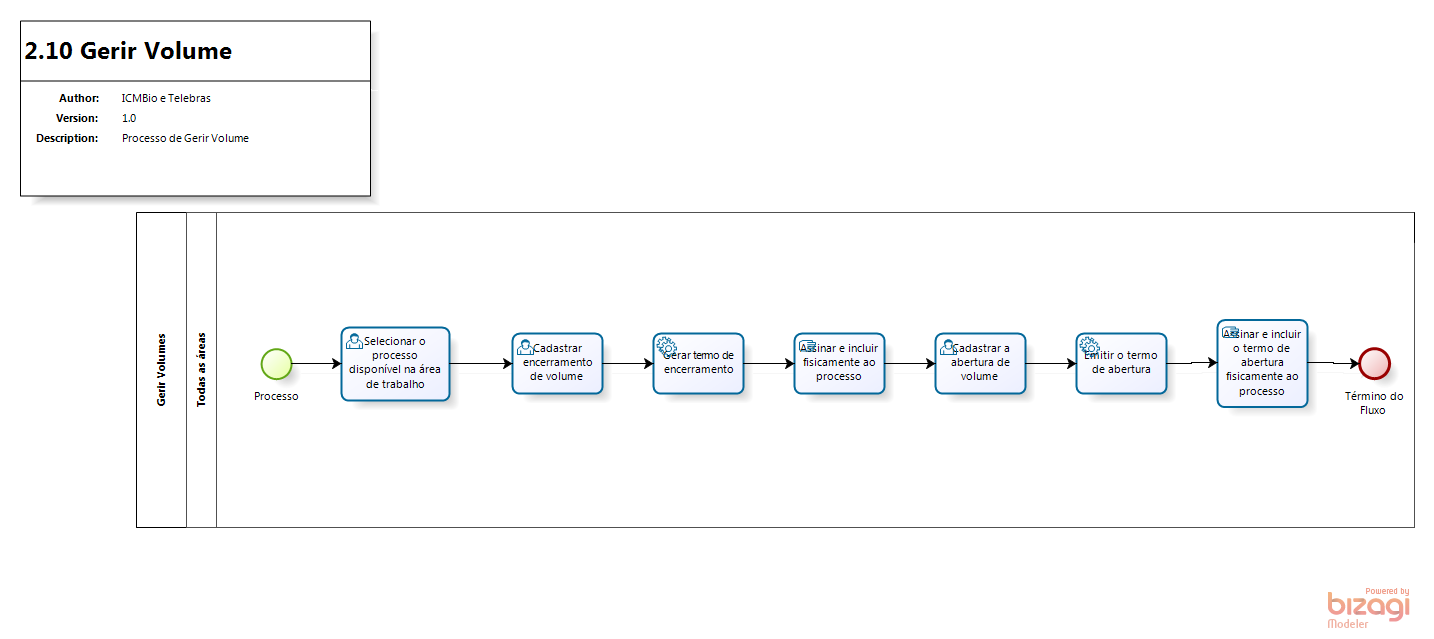 2.10 Gerir Volume
Author: ICMBio e Telebras
Version: 1.0
Description: Processo de Gerir Volume
Gerir Volumes
Todas as áreas
Processo
Selecionar o
processo
disponível na área
de trabalho
Cadastrar
encerramento
de volume
Gerar temo de
encerramento
Assinar e incluir
fisicamente ao
processo
Cadastrar a
abertura de
volume
Emitir o termo
de abertura
Assinar e incluir
o termo de
abertura
fisicamente ao
processo
Término do
Fluxo
Powered by
bizagi
Modeler